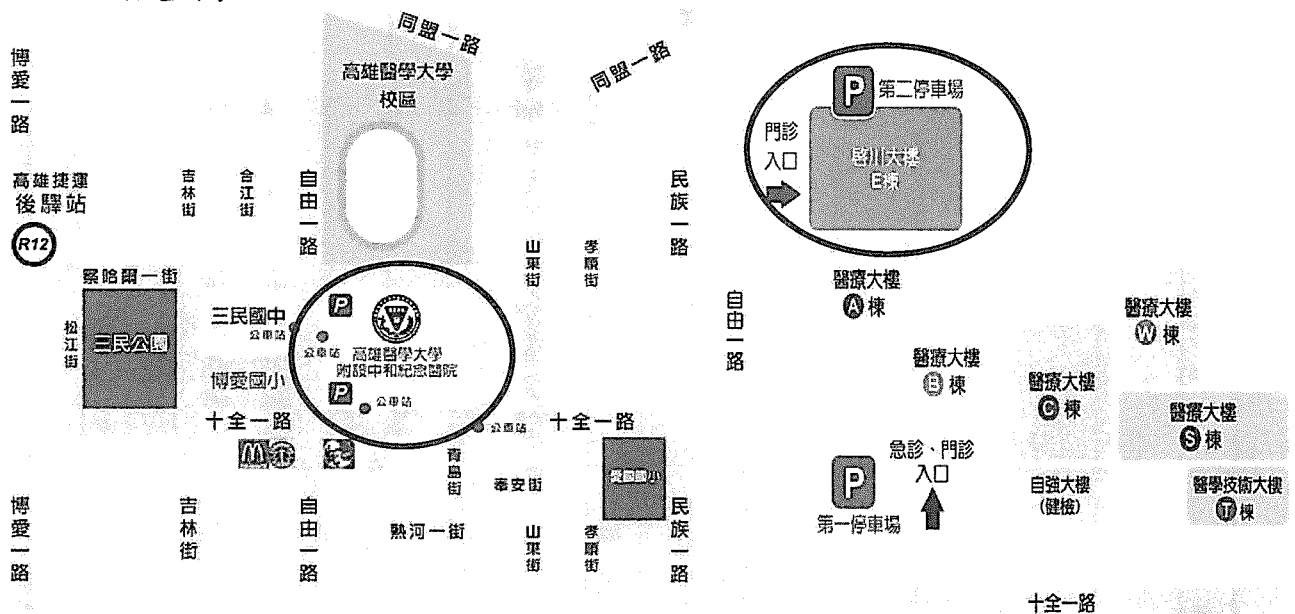 同盟一路
同盟一路
高雄醫學大學
校區
博愛一路
高雄捷運
後驛站
R12
吉林街
合江街
自由一路
山東街
孝順街
民族一路
察哈爾一街
松江街
三民公園
三民國中
公車站
公車站
P
高雄醫學大學
附設中和紀念醫院
博愛國小
P
公車站
十全一路
公車站
十全一路
青島街
奉安街
博愛一路
吉林街
自由一路
熱河一街
山東街
孝順街
民族一路
P
第二停車場
門診
入口
啓川大樓
E棟
自由一路
醫療大樓
A棟
醫療大樓
W棟
醫療大樓
B棟
醫療大樓
C棟
醫療大樓
S棟
急診、門診
入口
P
第一停車場
自強大樓
(健檢)
醫學技術大樓
T棟
十全一路